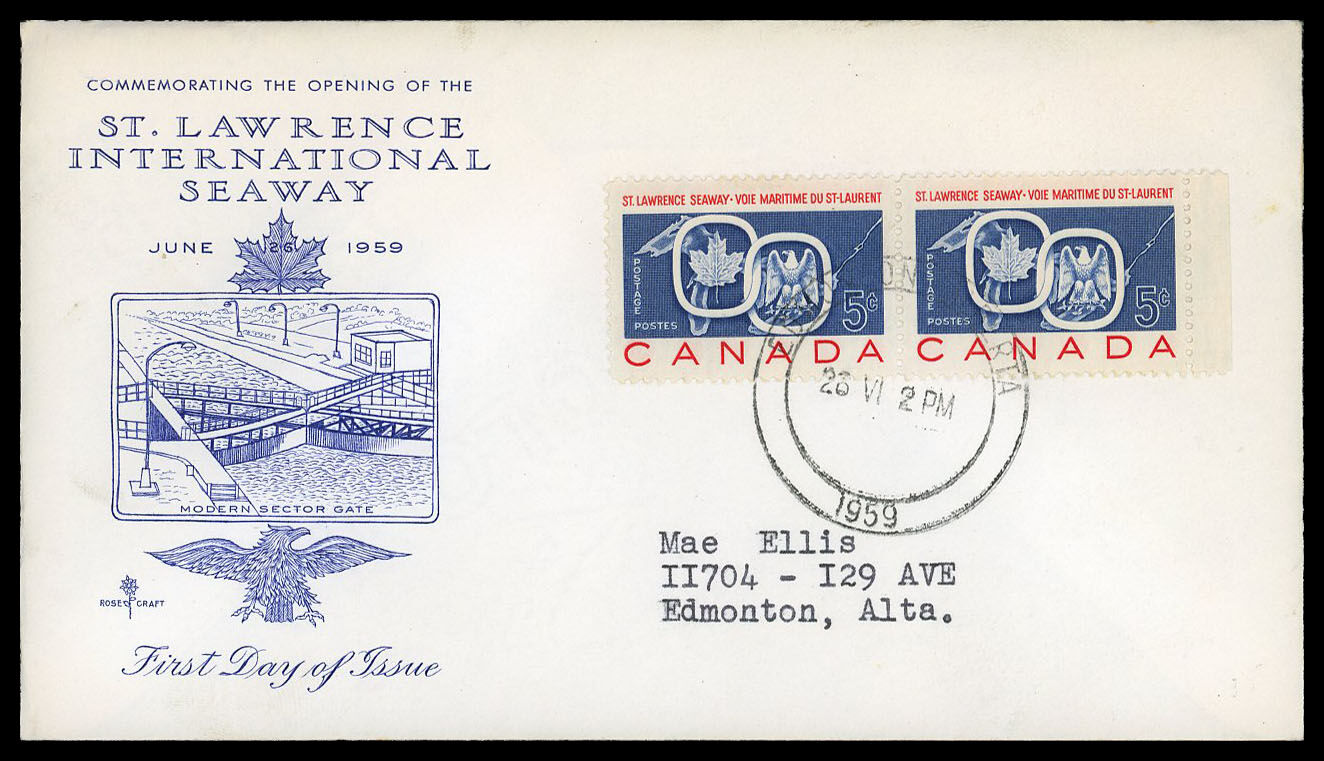 COMMEMORATING THE OPENING OF THE
ST. LAWRENCE
INTERNATIONAL
SEAWAY
JUNE 26 1959
MODERN SECTOR GATE
ROSE CRAFT
First Day of Issue
ST. LAWRENCE SEAWAY · VOIE MARITIME DU ST-LAURENT
POSTAGE
POSTES
5¢
CANADA
ST. LAWRENCE SEAWAY · VOIE MARITIME DU ST-LAURENT
POSTAGE
POSTES
5¢
CANADA
26 VI 2 PM
1959
Mae Ellis
II704 - I29 AVE
Edmonton, Alta.